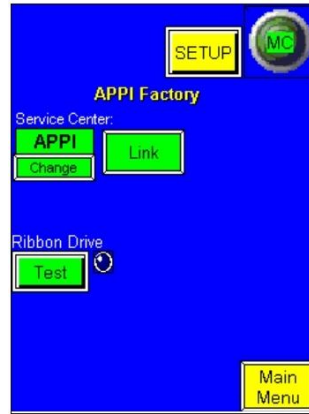 SETUP
MC
APPI Factory
Service Center:
APPI
Change
Link
Ribbon Drive
Test
Main
Menu